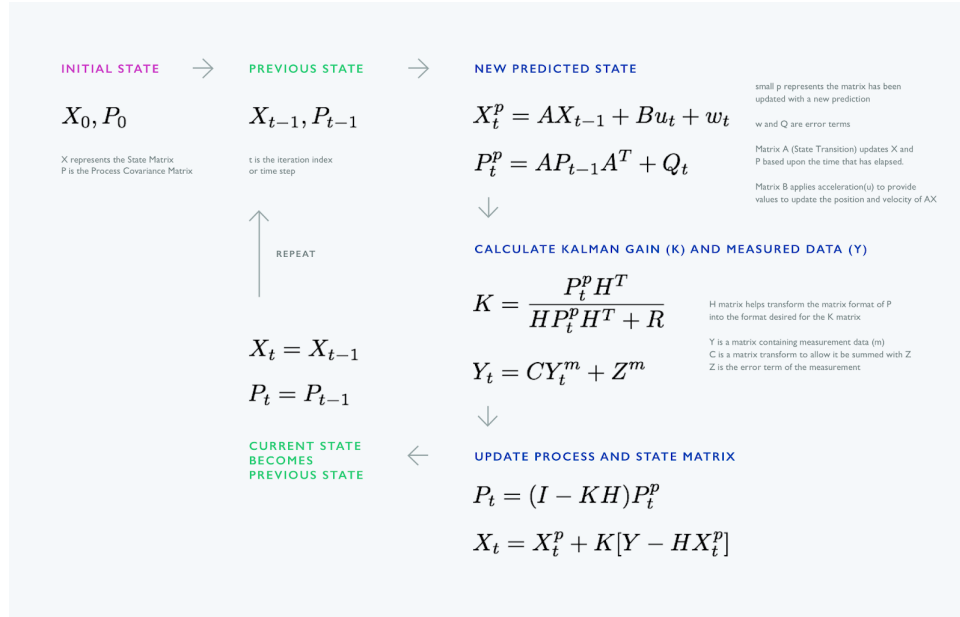 INITIAL STATE
X_0, P_0
X represents the State Matrix
P is the Process Covariance Matrix
PREVIOUS STATE
X_{t-1}, P_{t-1}
t is the iteration index
or time step
NEW PREDICTED STATE
X_t^p = AX_{t-1} + Bu_t + w_t
P_t^p = AP_{t-1}A^T + Q_t
small p represents the matrix has been
updated with a new prediction
w and Q are error terms
Matrix A (State Transition) updates X and
P based upon the time that has elapsed.
Matrix B applies acceleration(u) to provide
values to update the position and velocity of AX
CALCULATE KALMAN GAIN (K) AND MEASURED DATA (Y)
K = \frac{P_t^p H^T}{HP_t^p H^T + R}
Y_t = CY_t^m + Z^m
H matrix helps transform the matrix format of P
into the format desired for the K matrix
Y is a matrix containing measurement data (m)
C is a matrix transform to allow it be summed with Z
Z is the error term of the measurement
UPDATE PROCESS AND STATE MATRIX
P_t = (I - KH)P_t^p
X_t = X_t^p + K[Y - HX_t^p]
CURRENT STATE
BECOMES
PREVIOUS STATE
X_t = X_{t-1}
P_t = P_{t-1}
REPEAT